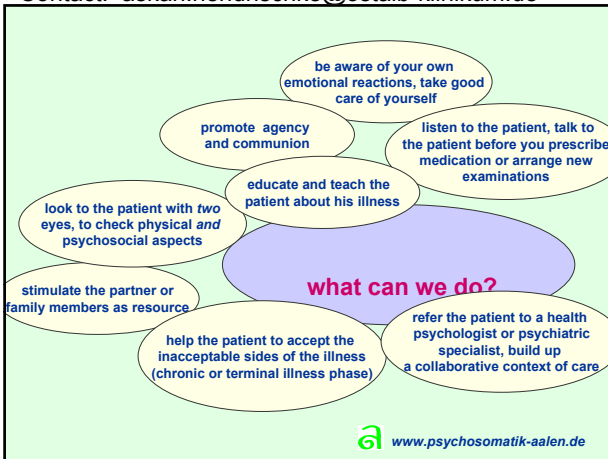 Contact:
be aware of your own
emotional reactions, take good
care of yourself
promote agency
and communion
listen to the patient, talk to
the patient before you prescribe
medication or arrange new
examinations
educate and teach the
patient about his illness
look to the patient with two
eyes, to check physical and
psychosocial aspects
what can we do?
stimulate the partner or
family members as resource
help the patient to accept the
inacceptable sides of the illness
(chronic or terminal illness phase)
refer the patient to a health
psychologist or psychiatric
specialist, build up
a collaborative context of care
a www.psychosomatik-aalen.de